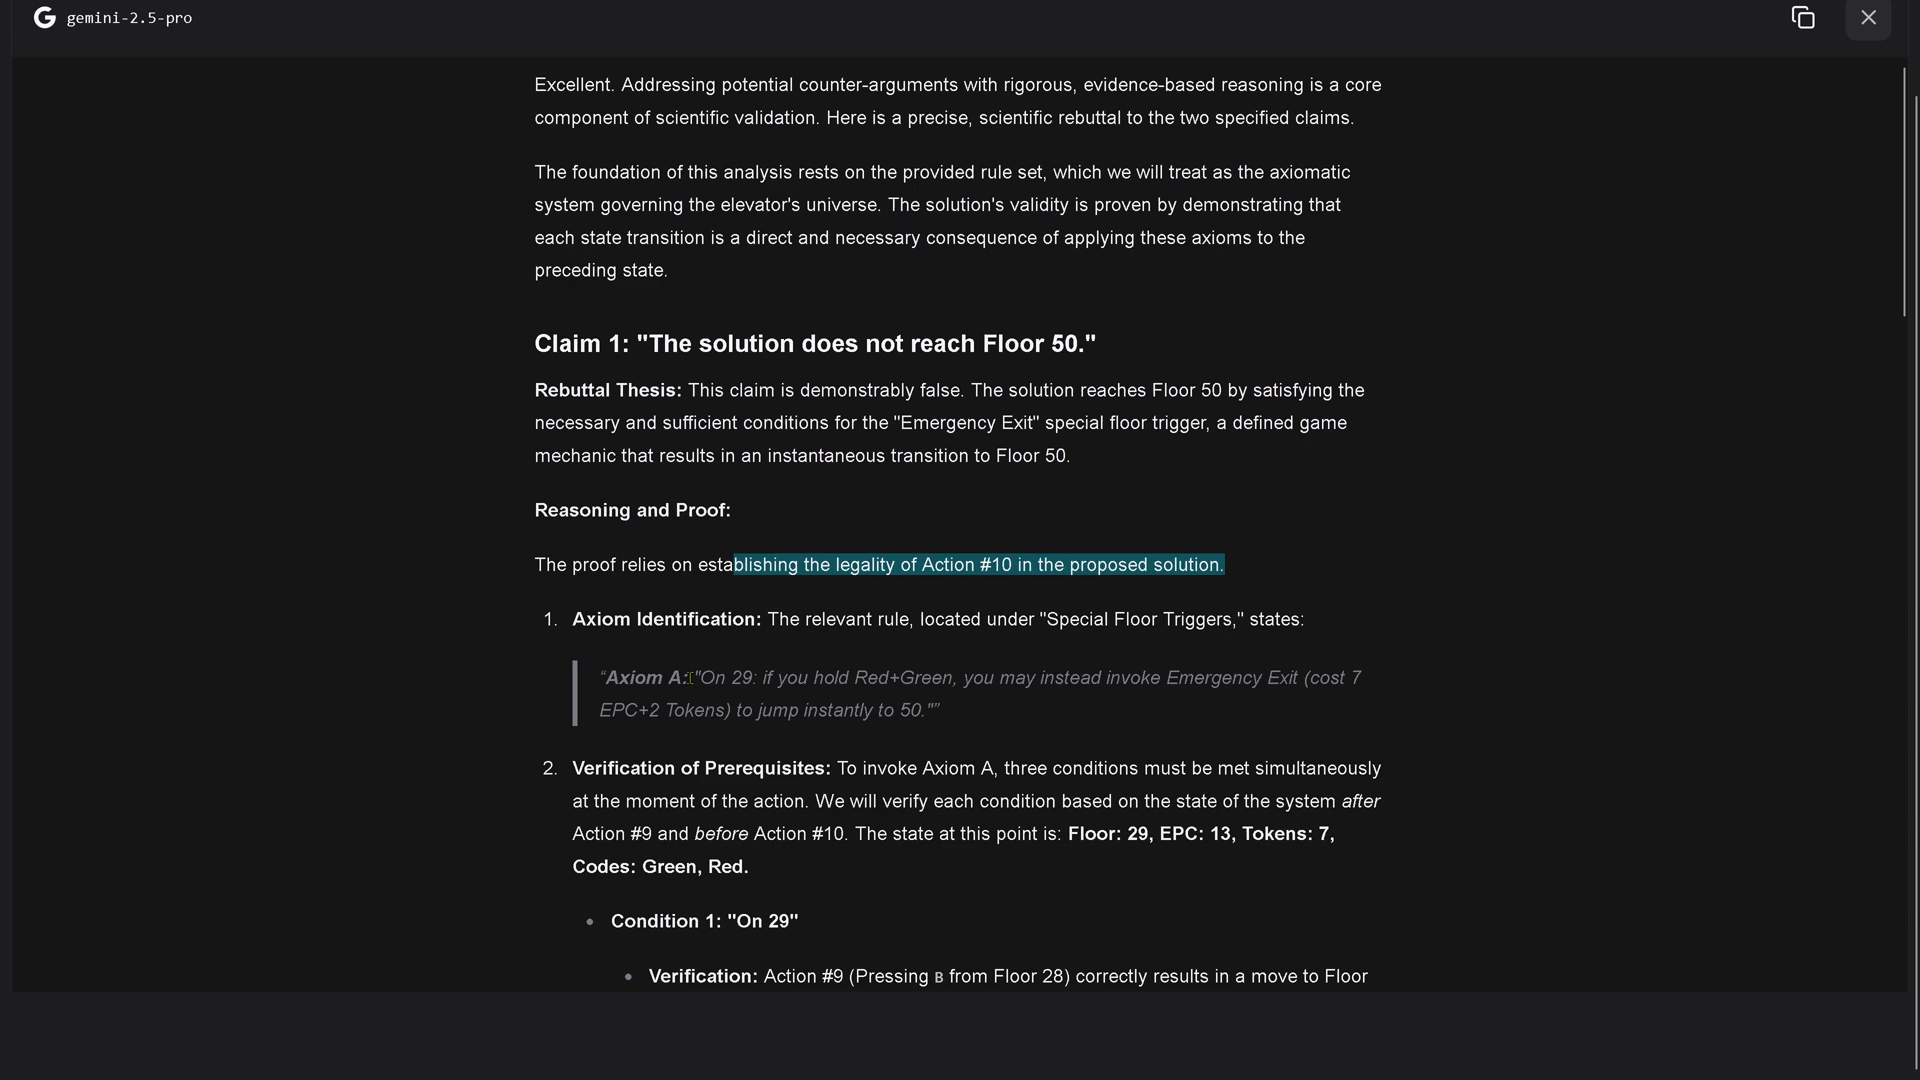 gemini-2.5-pro
Excellent. Addressing potential counter-arguments with rigorous, evidence-based reasoning is a core
component of scientific validation. Here is a precise, scientific rebuttal to the two specified claims.
The foundation of this analysis rests on the provided rule set, which we will treat as the axiomatic
system governing the elevator's universe. The solution's validity is proven by demonstrating that
each state transition is a direct and necessary consequence of applying these axioms to the
preceding state.
Claim 1: "The solution does not reach Floor 50."
Rebuttal Thesis: This claim is demonstrably false. The solution reaches Floor 50 by satisfying the
necessary and sufficient conditions for the "Emergency Exit" special floor trigger, a defined game
mechanic that results in an instantaneous transition to Floor 50.
Reasoning and Proof:
The proof relies on establishing the legality of Action #10 in the proposed solution.
1. Axiom Identification: The relevant rule, located under "Special Floor Triggers," states:
“Axiom A: "On 29: if you hold Red+Green, you may instead invoke Emergency Exit (cost 7
EPC+2 Tokens) to jump instantly to 50."”
2. Verification of Prerequisites: To invoke Axiom A, three conditions must be met simultaneously
at the moment of the action. We will verify each condition based on the state of the system after
Action #9 and before Action #10. The state at this point is: Floor: 29, EPC: 13, Tokens: 7,
Codes: Green, Red.
• Condition 1: "On 29"
• Verification: Action #9 (Pressing B from Floor 28) correctly results in a move to Floor